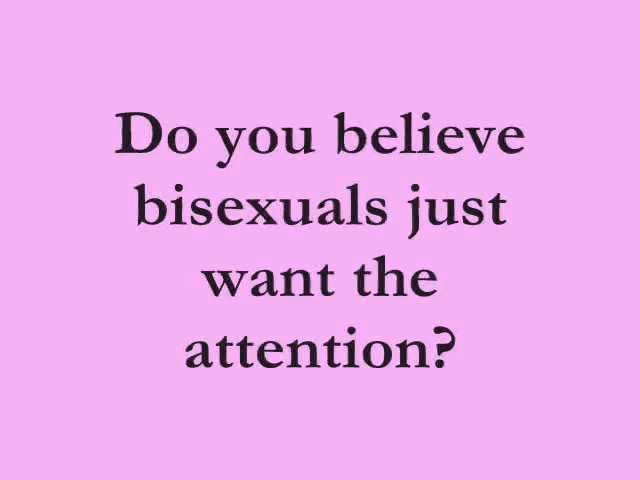 Do you believe
bisexuals just
want the
attention?